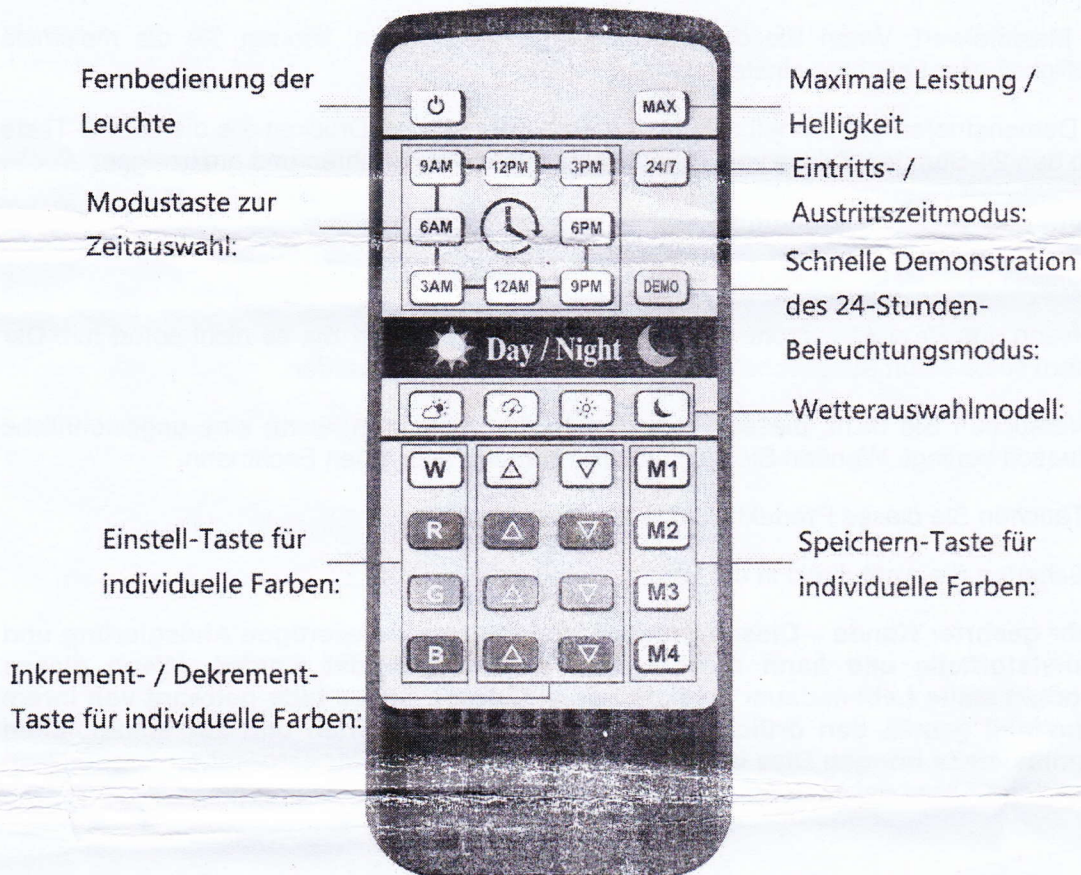 Fernbedienung der
Leuchte
Modustaste zur
Zeitauswahl:
Einstell-Taste für
individuelle Farben:
Inkrement- / Dekrement-
Taste für individuelle Farben:
MAX
9AM 12PM 3PM 24/7
6AM 6PM
3AM 12AM 9PM DEMO
Day / Night
W M1
R M2
G M3
B M4
Maximale Leistung /
Helligkeit
Eintritts- /
Austrittszeitmodus:
Schnelle Demonstration
des 24-Stunden-
Beleuchtungsmodus:
Wetterauswahlmodell:
Speichern-Taste für
individuelle Farben: